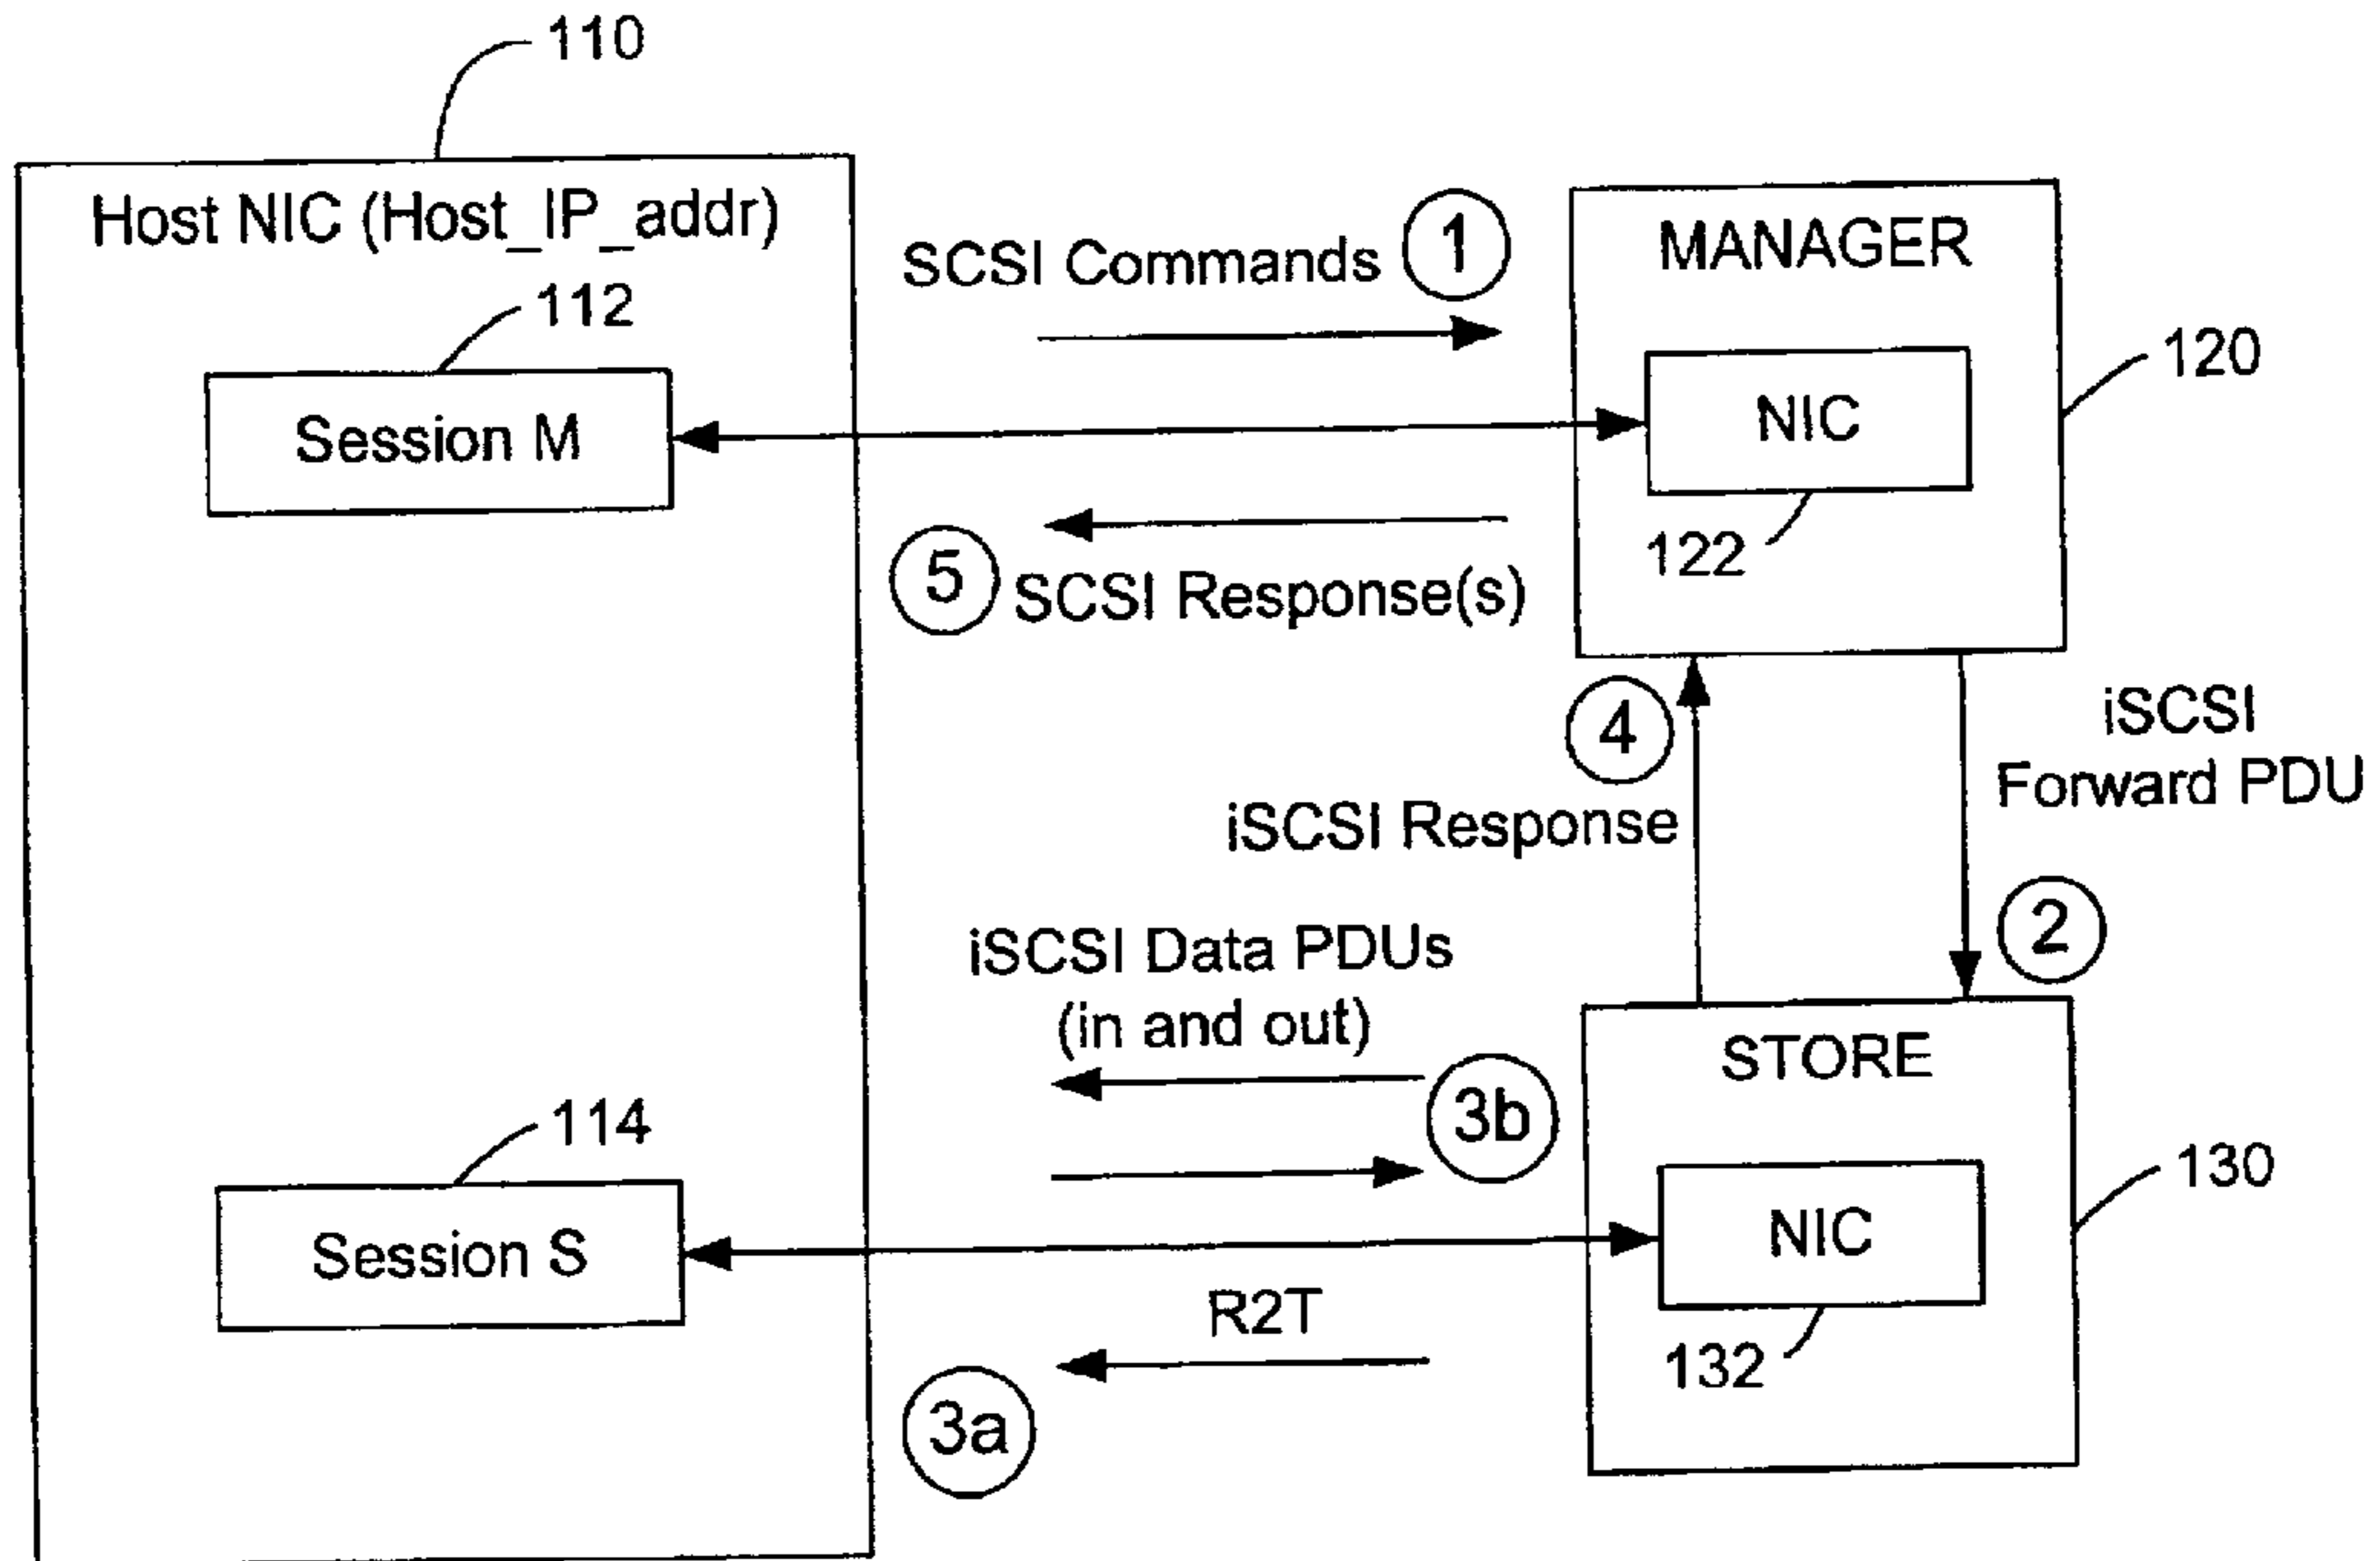 110
Host NIC (Host_IP_addr)
112
Session M
SCSI Commands 1
MANAGER
120
NIC
122
5 SCSI Response(s)
4
iSCSI Response
iSCSI
Forward PDU
2
iSCSI Data PDUs
(in and out)
3b
STORE
130
114
Session S
NIC
132
R2T
3a